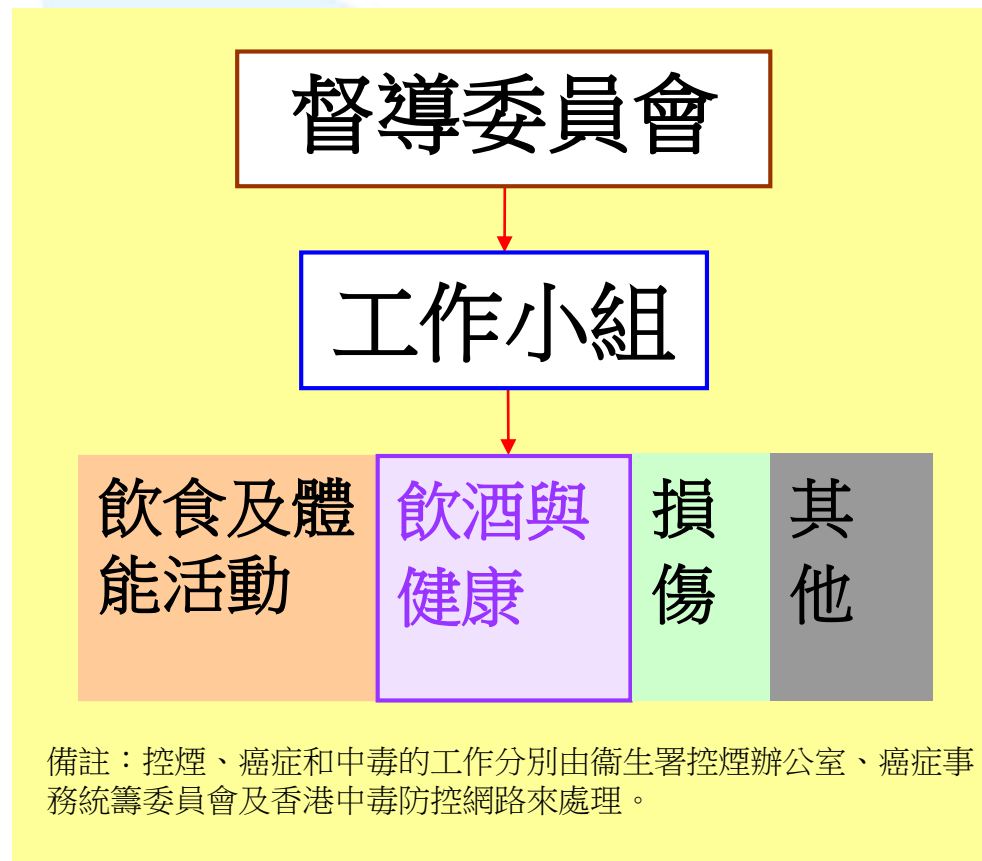 督導委員會
工作小組
飲食及體
能活動
飲酒與
健康
損
傷
其
他
備註：控煙、癌症和中毒的工作分別由衞生署控煙辦公室、癌症事
務統籌委員會及香港中毒防控網路來處理。